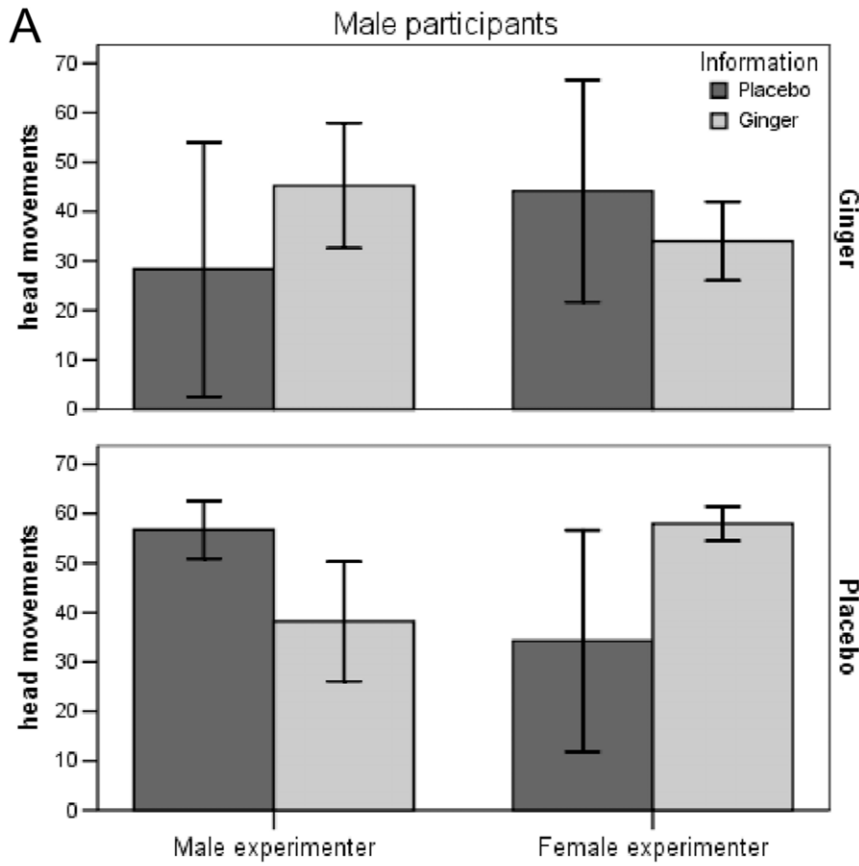 A
Male participants
Information
Placebo
Ginger
head movements
70
60
50
40
30
20
10
0
Ginger
head movements
70
60
50
40
30
20
10
0
Placebo
Male experimenter
Female experimenter